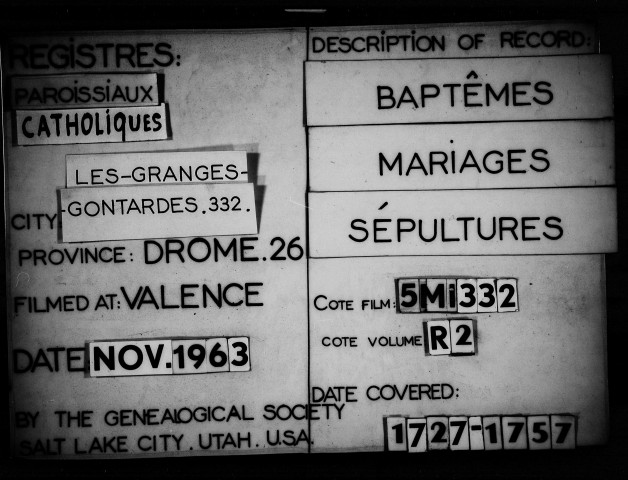 REGiSTRES:
PAROISSIAUX
CATHOLiQUES
LES-GRANGES-
CITY -GONTARDES.332.
PROVINCE: DROME.26
FILMED AT: VALENCE
DATE NOV.1963
BY THE GENEALOGICAL SOCIETY
SALT LAKE CITY. UTAH. U.S.A.
DESCRIPTION OF RECORD:
BAPTÊMES
MARiAGES
SÉPULTURES
COTE FILM: 5Mi332
COTE VOLUME R2
DATE COVERED:
1727-1757